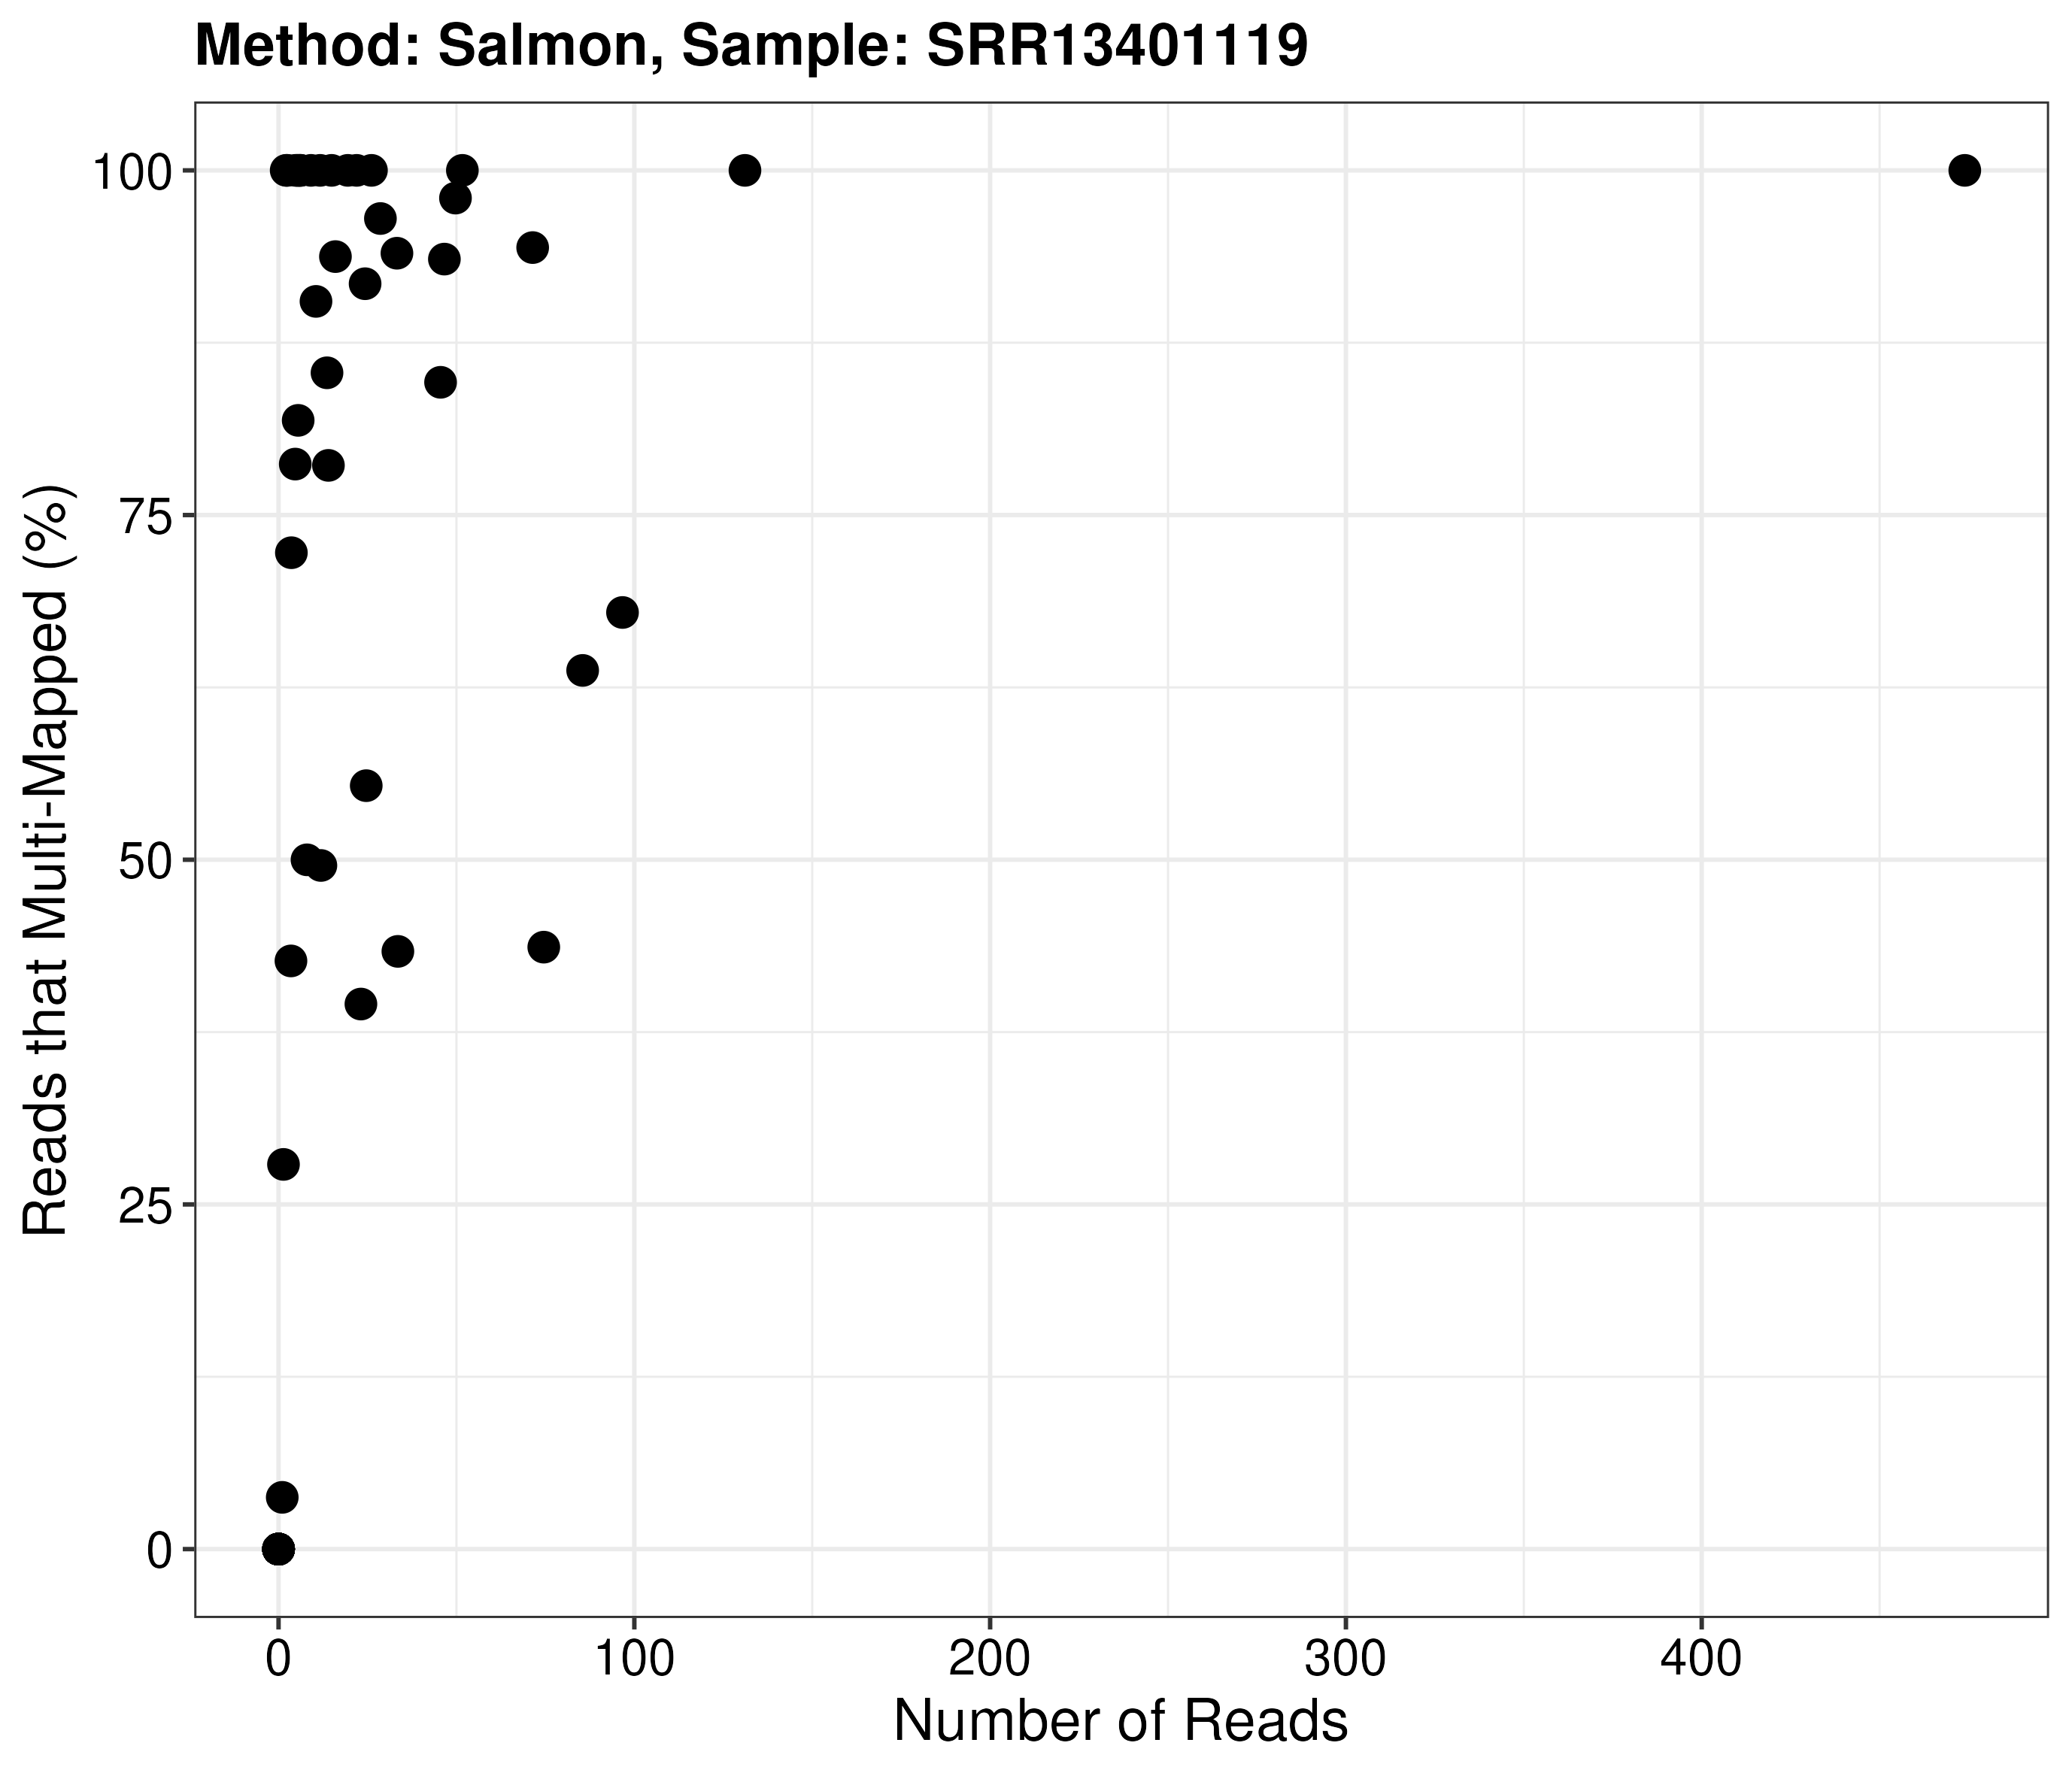 Method: Salmon, Sample: SRR13401119
Reads that Multi-Mapped (%)
100
75
50
25
0
0 100 200 300 400
Number of Reads